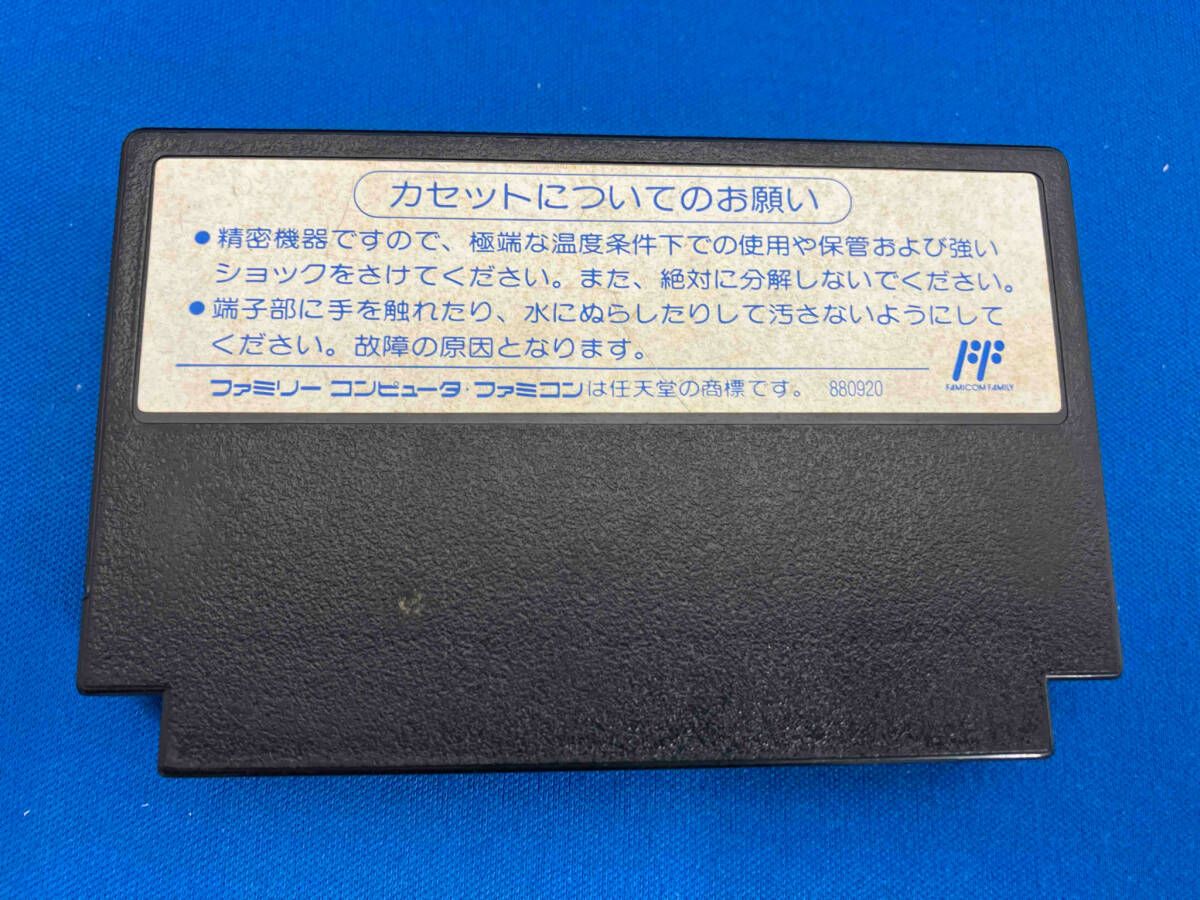 カセットについてのお願い
●精密機器ですので、極端な温度条件下での使用や保管および強い
ショックをさけてください。また、絶対に分解しないでください。
●端子部に手を触れたり、水にぬらしたりして汚さないようにして
ください。故障の原因となります。
FF
FAMICOM FAMILY
ファミリー コンピュータ・ファミコンは任天堂の商標です。 880920